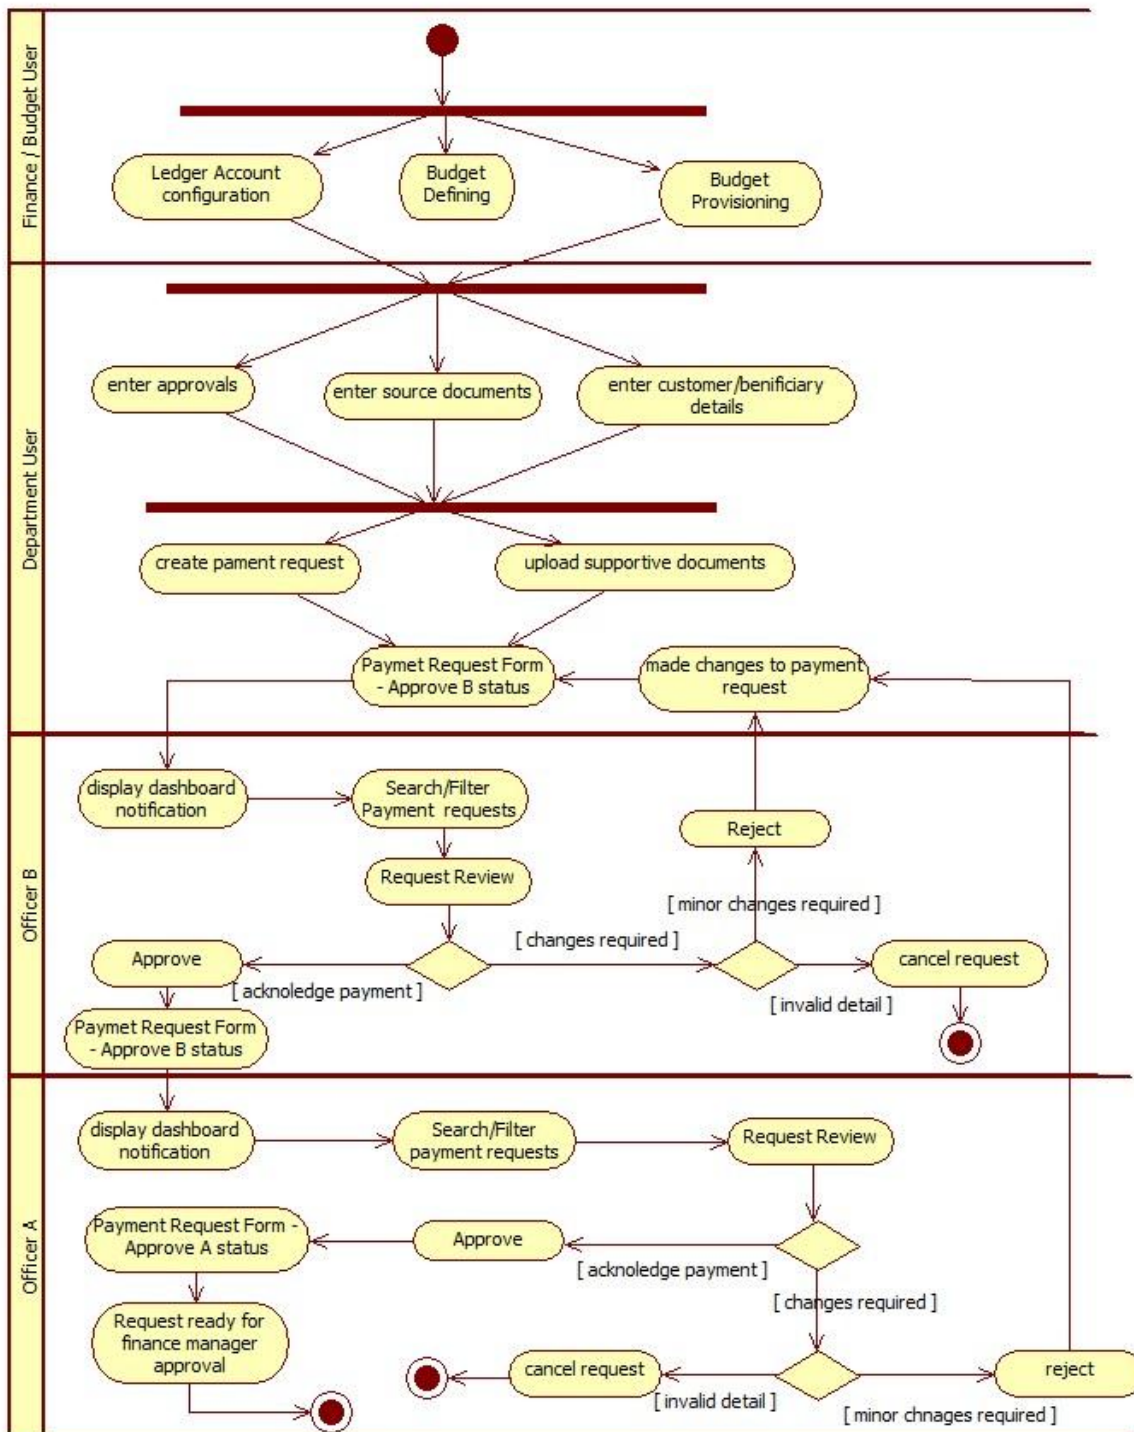 Finance / Budget User
Ledger Account
configuration
Budget
Defining
Budget
Provisioning
Department User
enter approvals
enter source documents
enter customer/benificiary
details
create pament request
upload supportive documents
Paymet Request Form
- Approve B status
made changes to payment
request
Officer B
display dashboard
notification
Search/Filter
Payment requests
Reject
Request Review
[ minor changes required ]
[ changes required ]
Approve
cancel request
[ acknoledge payment ]
[ invalid detail ]
Paymet Request Form
- Approve B status
Officer A
display dashboard
notification
Search/Filter
payment requests
Request Review
Payment Request Form -
Approve A status
Approve
[ acknoledge payment ]
[ changes required ]
Request ready for
finance manager
approval
cancel request
reject
[ invalid detail ]
[ minor chnages required ]